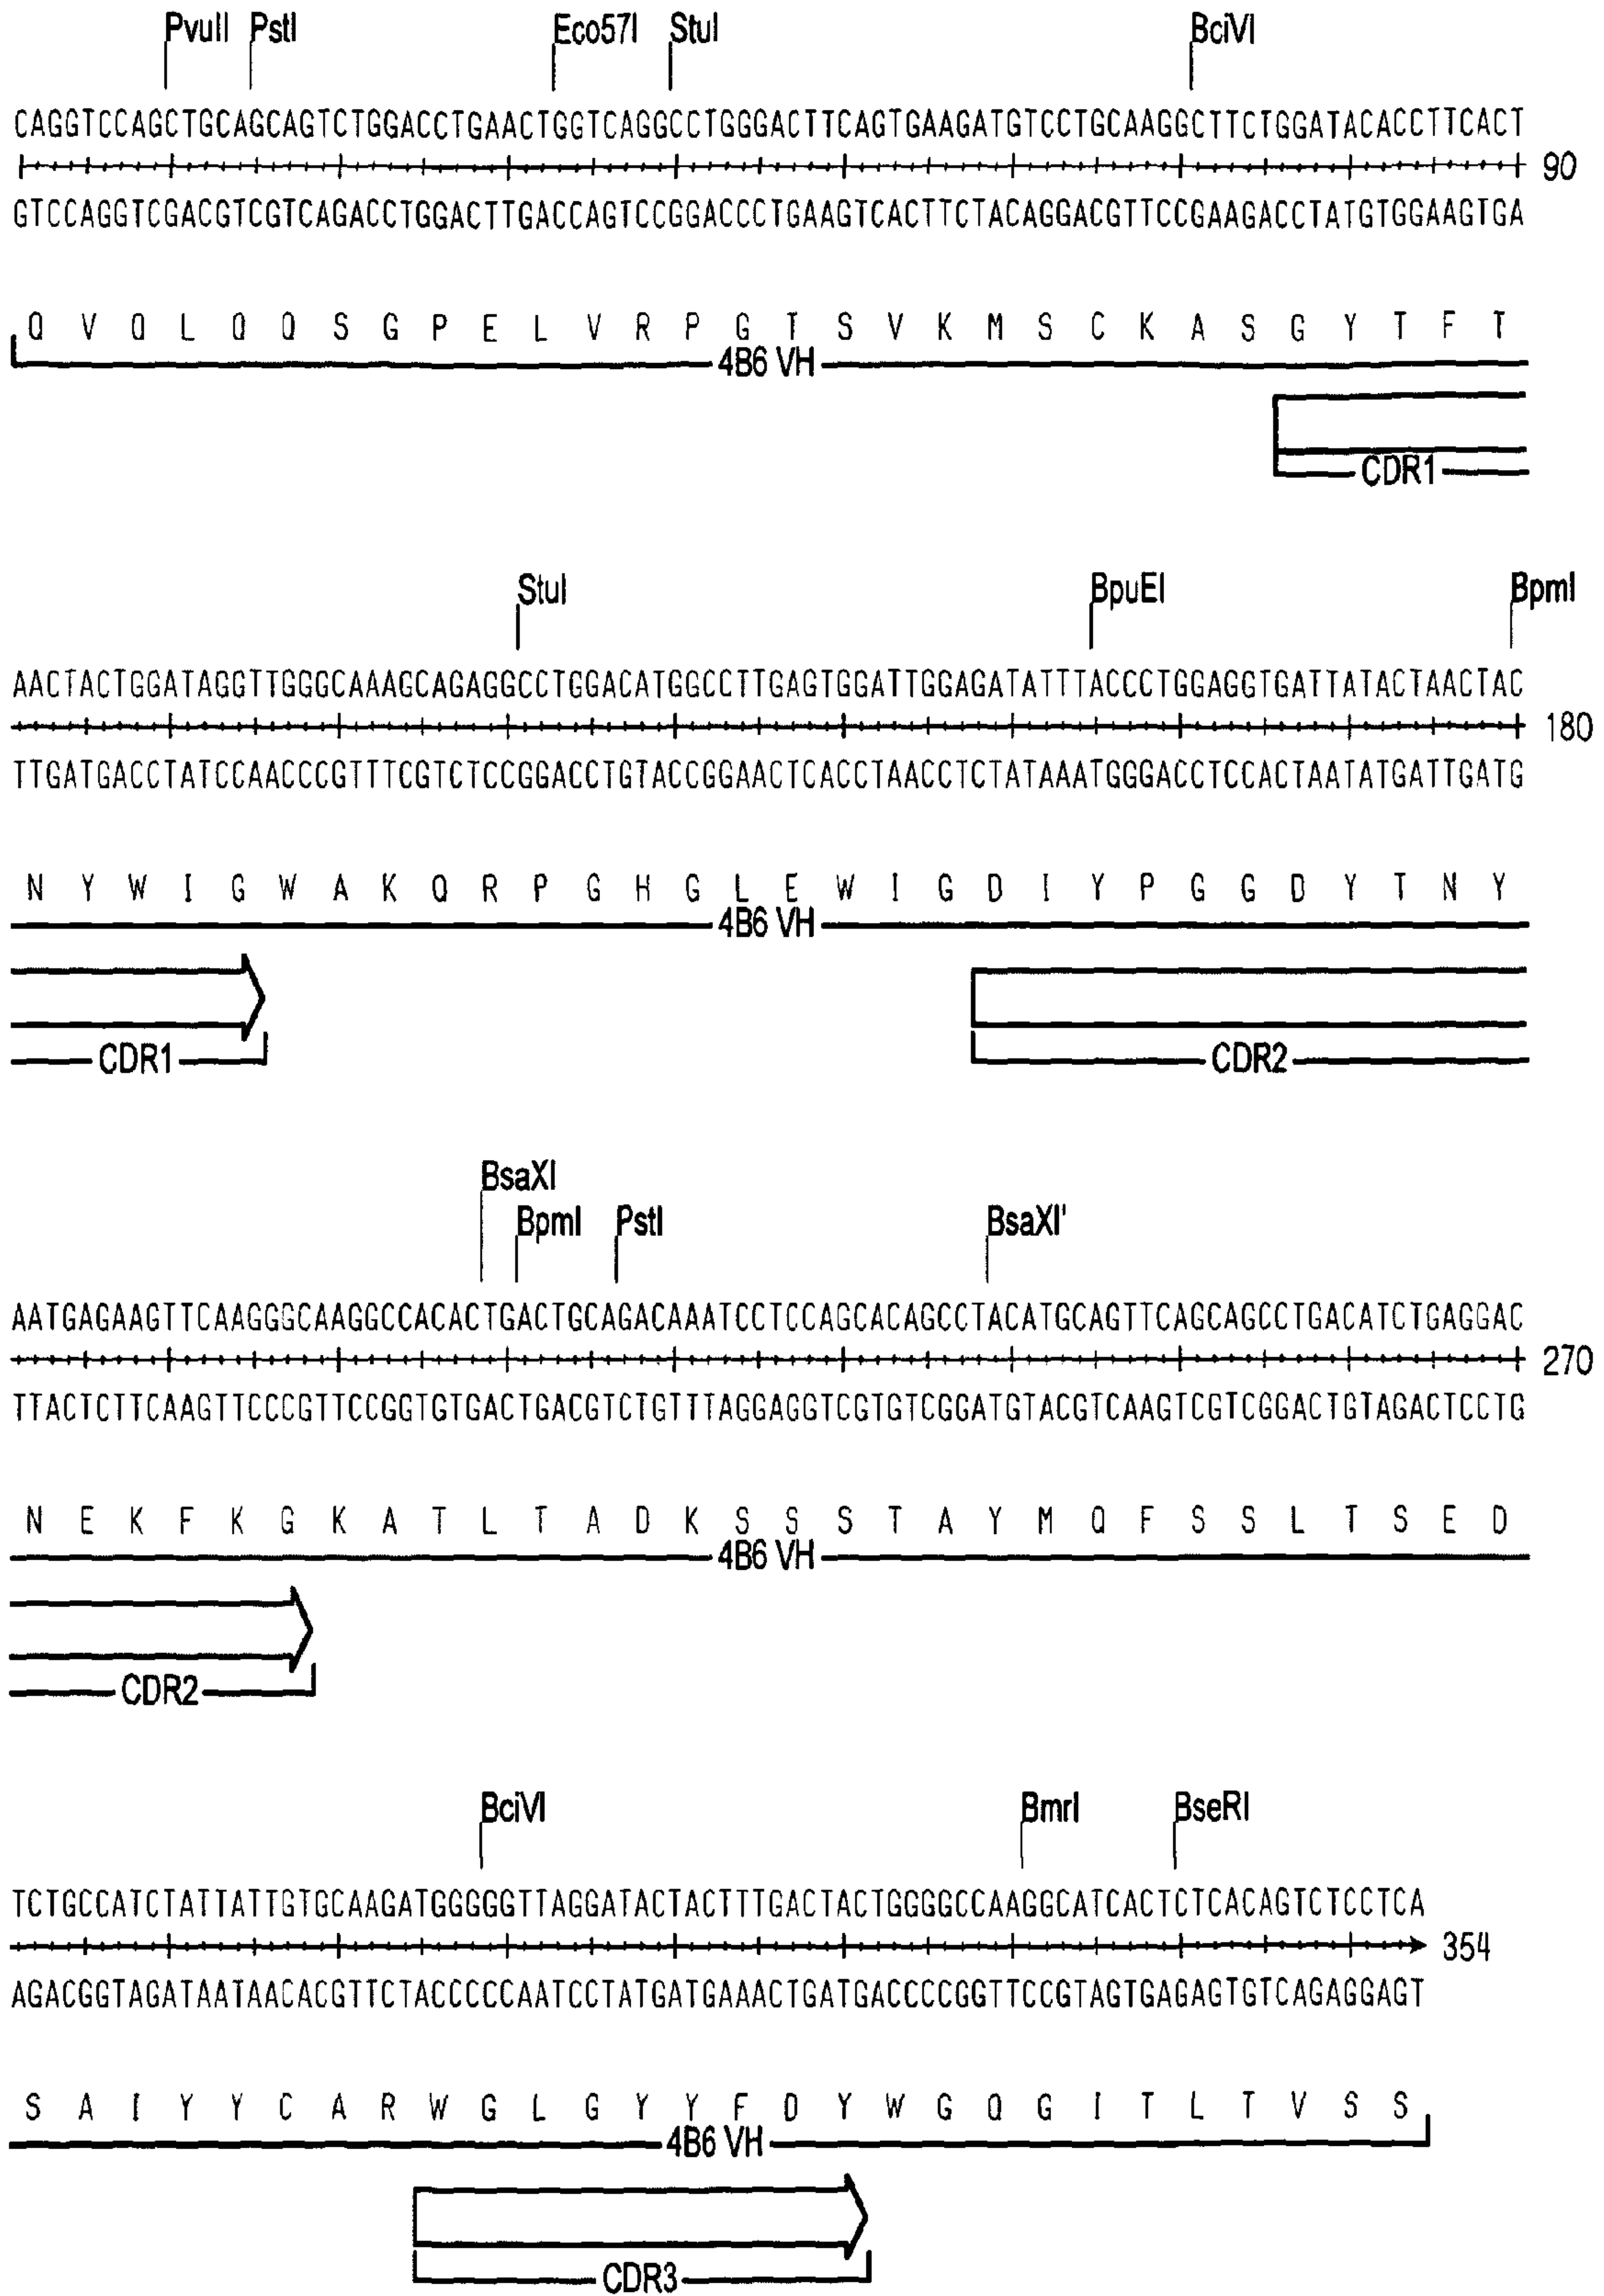 PvuII PstI Eco57I StuI BciVI
CAGGTCCAGCTGCAGCAGTCTGGACCTGAACTGGTCAGGCCTGGGACTTCAGTGAAGATGTCCTGCAAGGCTTCTGGATACACCTTCACT
90
GTCCAGGTCGACGTCGTCAGACCTGGACTTGACCAGTCCGGACCCTGAAGTCACTTCTACAGGACGTTCCGAAGACCTATGTGGAAGTGA
Q V Q L Q Q S G P E L V R P G T S V K M S C K A S G Y T F T
4B6 VH
CDR1
StuI BpuEI BpmI
AACTACTGGATAGGTTGGGCAAAGCAGAGGCCTGGACATGGCCTTGAGTGGATTGGAGATATTTACCCTGGAGGTGATTATACTAACTAC
180
TTGATGACCTATCCAACCCGTTTCGTCTCCGGACCTGTACCGGAACTCACCTAACCTCTATAAATGGGACCTCCACTAATATGATTGATG
N Y W I G W A K Q R P G H G L E W I G D I Y P G G D Y T N Y
4B6 VH
CDR1 CDR2
BsaXI
BpmI PstI BsaXI'
AATGAGAAGTTCAAGGGCAAGGCCACACTGACTGCAGACAAATCCTCCAGCACAGCCTACATGCAGTTCAGCAGCCTGACATCTGAGGAC
270
TTACTCTTCAAGTTCCCGTTCCGGTGTGACTGACGTCTGTTTAGGAGGTCGTGTCGGATGTACGTCAAGTCGTCGGACTGTAGACTCCTG
N E K F K G K A T L T A D K S S S T A Y M Q F S S L T S E D
4B6 VH
CDR2
BciVI BmrI BseRI
TCTGCCATCTATTATTGTGCAAGATGGGGGTTAGGATACTACTTTGACTACTGGGGCCAAGGCATCACTCTCACAGTCTCCTCA
354
AGACGGTAGATAATAACACGTTCTACCCCCAATCCTATGATGAAACTGATGACCCCGGTTCCGTAGTGAGAGTGTCAGAGGAGT
S A I Y Y C A R W G L G Y Y F D Y W G Q G I T L T V S S
4B6 VH
CDR3